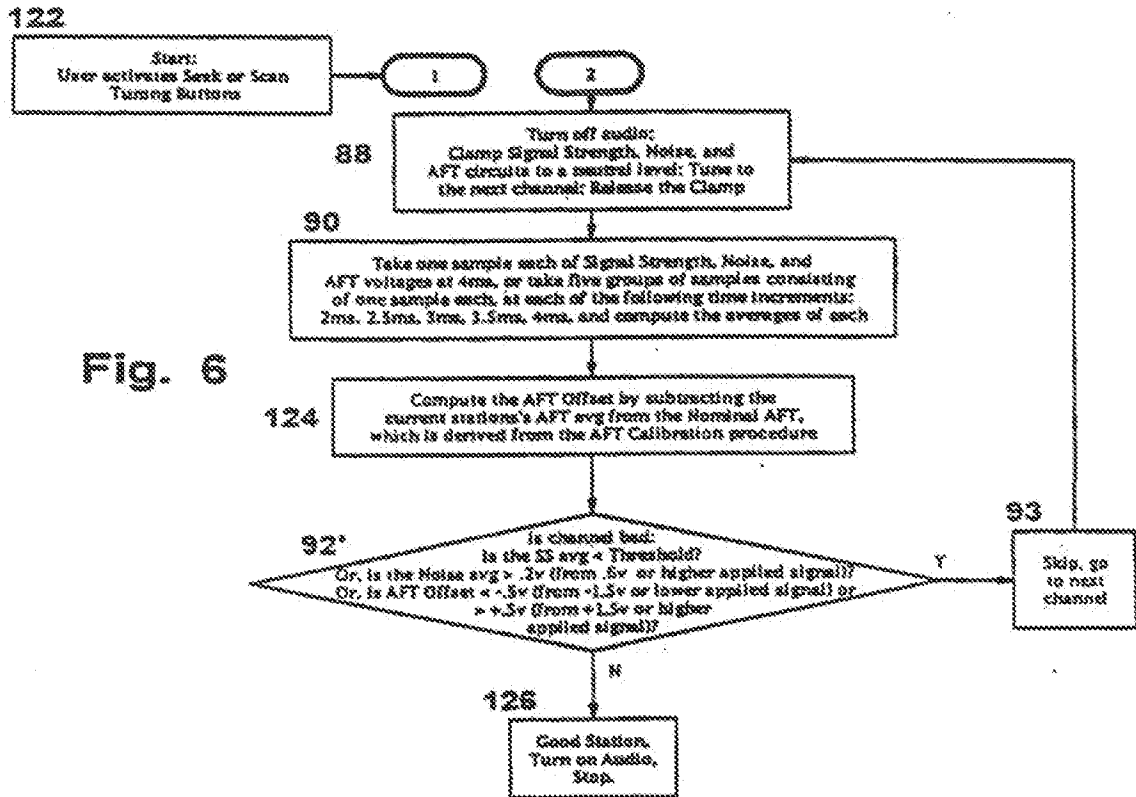 122
Start:
User activates Seek or Scan
Tuning Buttons
1
2
88
Turn off audio;
Clamp Signal Strength, Noise, and
AFT circuits to a neutral level; Tune to
the next channel; Release the Clamp
90
Take one sample each of Signal Strength, Noise, and
AFT voltages at 4ms, or take five groups of samples consisting
of one sample each, at each of the following time increments:
2ms, 2.5ms, 3ms, 3.5ms, 4ms, and compute the averages of each
Fig. 6
124
Compute the AFT Offset by subtracting the
current stations's AFT avg from the Nominal AFT,
which is derived from the AFT Calibration procedure
92'
Is channel bad:
Is the SS avg < Threshold?
Or, is the Noise avg > .2v (from .6v or higher applied signal)?
Or, is AFT Offset < -.5v (from -1.5v or lower applied signal) or
> +.5v (from +1.5v or higher
applied signal)?
Y
93
Skip, go
to next
channel
N
126
Good Station,
Turn on Audio,
Stop.